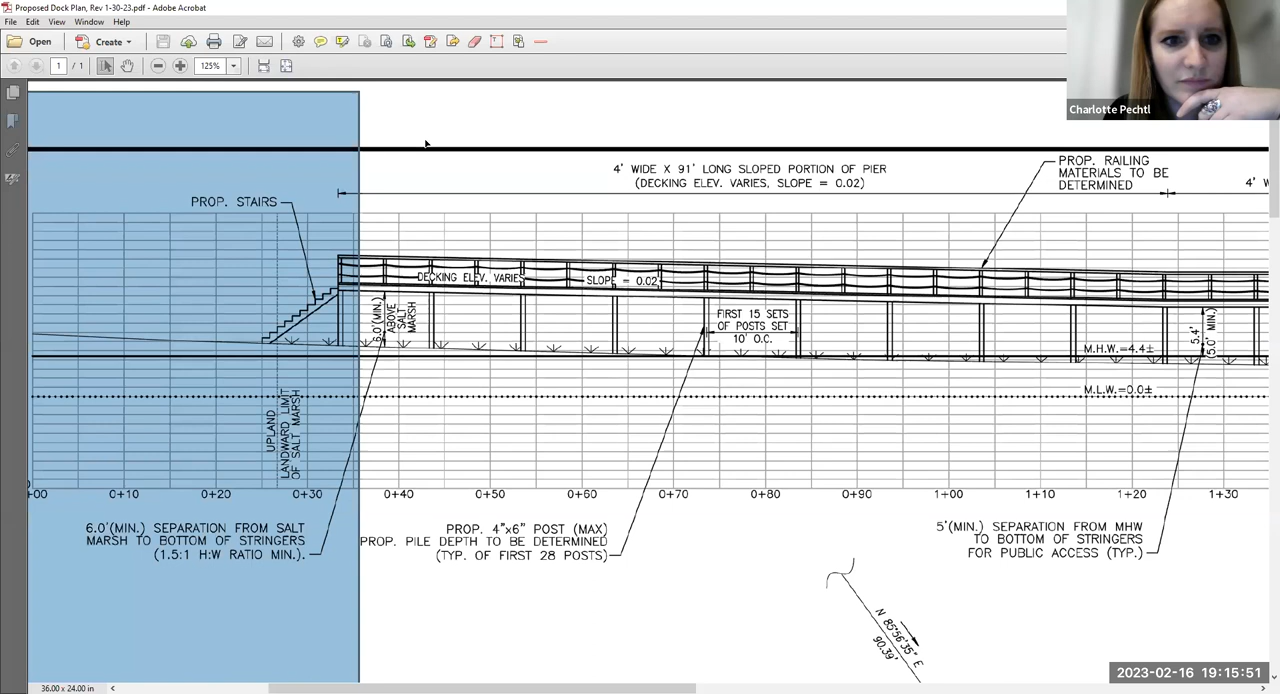 Proposed Dock Plan, Rev 1-30-23.pdf - Adobe Acrobat
File Edit View Window Help
Open Create
1 / 1 125%
Charlotte Pechtl
4' WIDE X 91' LONG SLOPED PORTION OF PIER
(DECKING ELEV. VARIES, SLOPE = 0.02)
PROP. RAILING
MATERIALS TO BE
DETERMINED
4' W
PROP. STAIRS
DECKING ELEV. VARIES
SLOPE = 0.02
6.0'(MIN.)
ABOVE
SALT
MARSH
FIRST 15 SETS
OF POSTS SET
10' O.C.
5.4'
(5.0' MIN.)
M.H.W.=4.4±
M.L.W.=0.0±
UPLAND
LANDWARD LIMIT
OF SALT MARSH
0+00 0+10 0+20 0+30 0+40 0+50 0+60 0+70 0+80 0+90 1+00 1+10 1+20 1+30
6.0'(MIN.) SEPARATION FROM SALT
MARSH TO BOTTOM OF STRINGERS
(1.5:1 H:W RATIO MIN.).
PROP. 4"x6" POST (MAX)
PROP. PILE DEPTH TO BE DETERMINED
(TYP. OF FIRST 28 POSTS)
5'(MIN.) SEPARATION FROM MHW
TO BOTTOM OF STRINGERS
FOR PUBLIC ACCESS (TYP.)
N 85°56'35" E
90.39'
2023-02-16 19:15:51
36.00 x 24.00 in